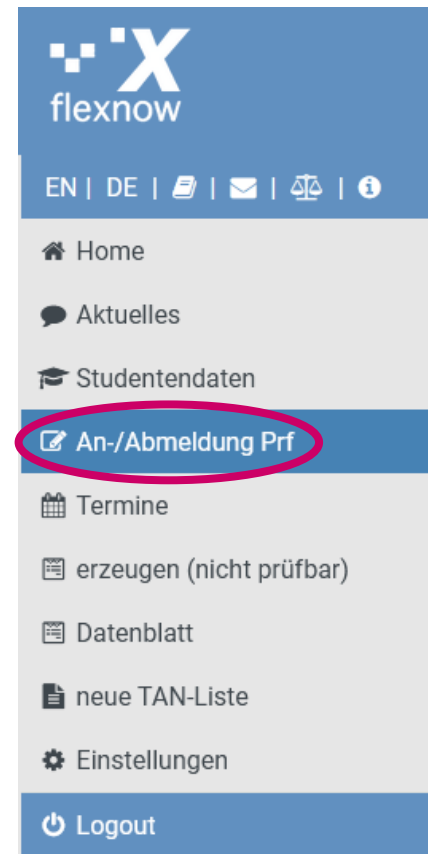 X
flexnow
EN | DE | | | |
Home
Aktuelles
Studentendaten
An-/Abmeldung Prf
Termine
erzeugen (nicht prüfbar)
Datenblatt
neue TAN-Liste
Einstellungen
Logout